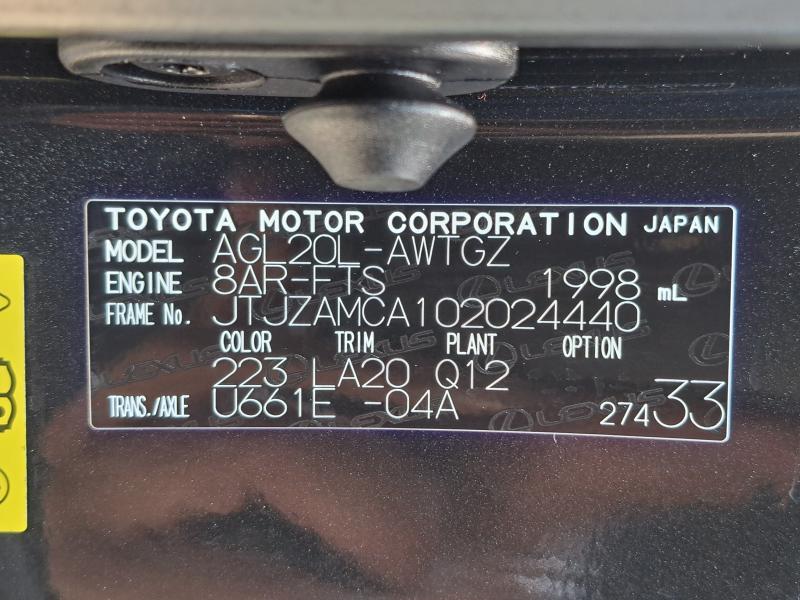 TOYOTA MOTOR CORPORATION JAPAN
MODEL AGL20L-AWTGZ
ENGINE 8AR-FTS 1998 mL
FRAME No. JTJZAMCA102024440
COLOR TRIM PLANT OPTION
223 LA20 Q12
TRANS./AXLE U661E -04A 27433